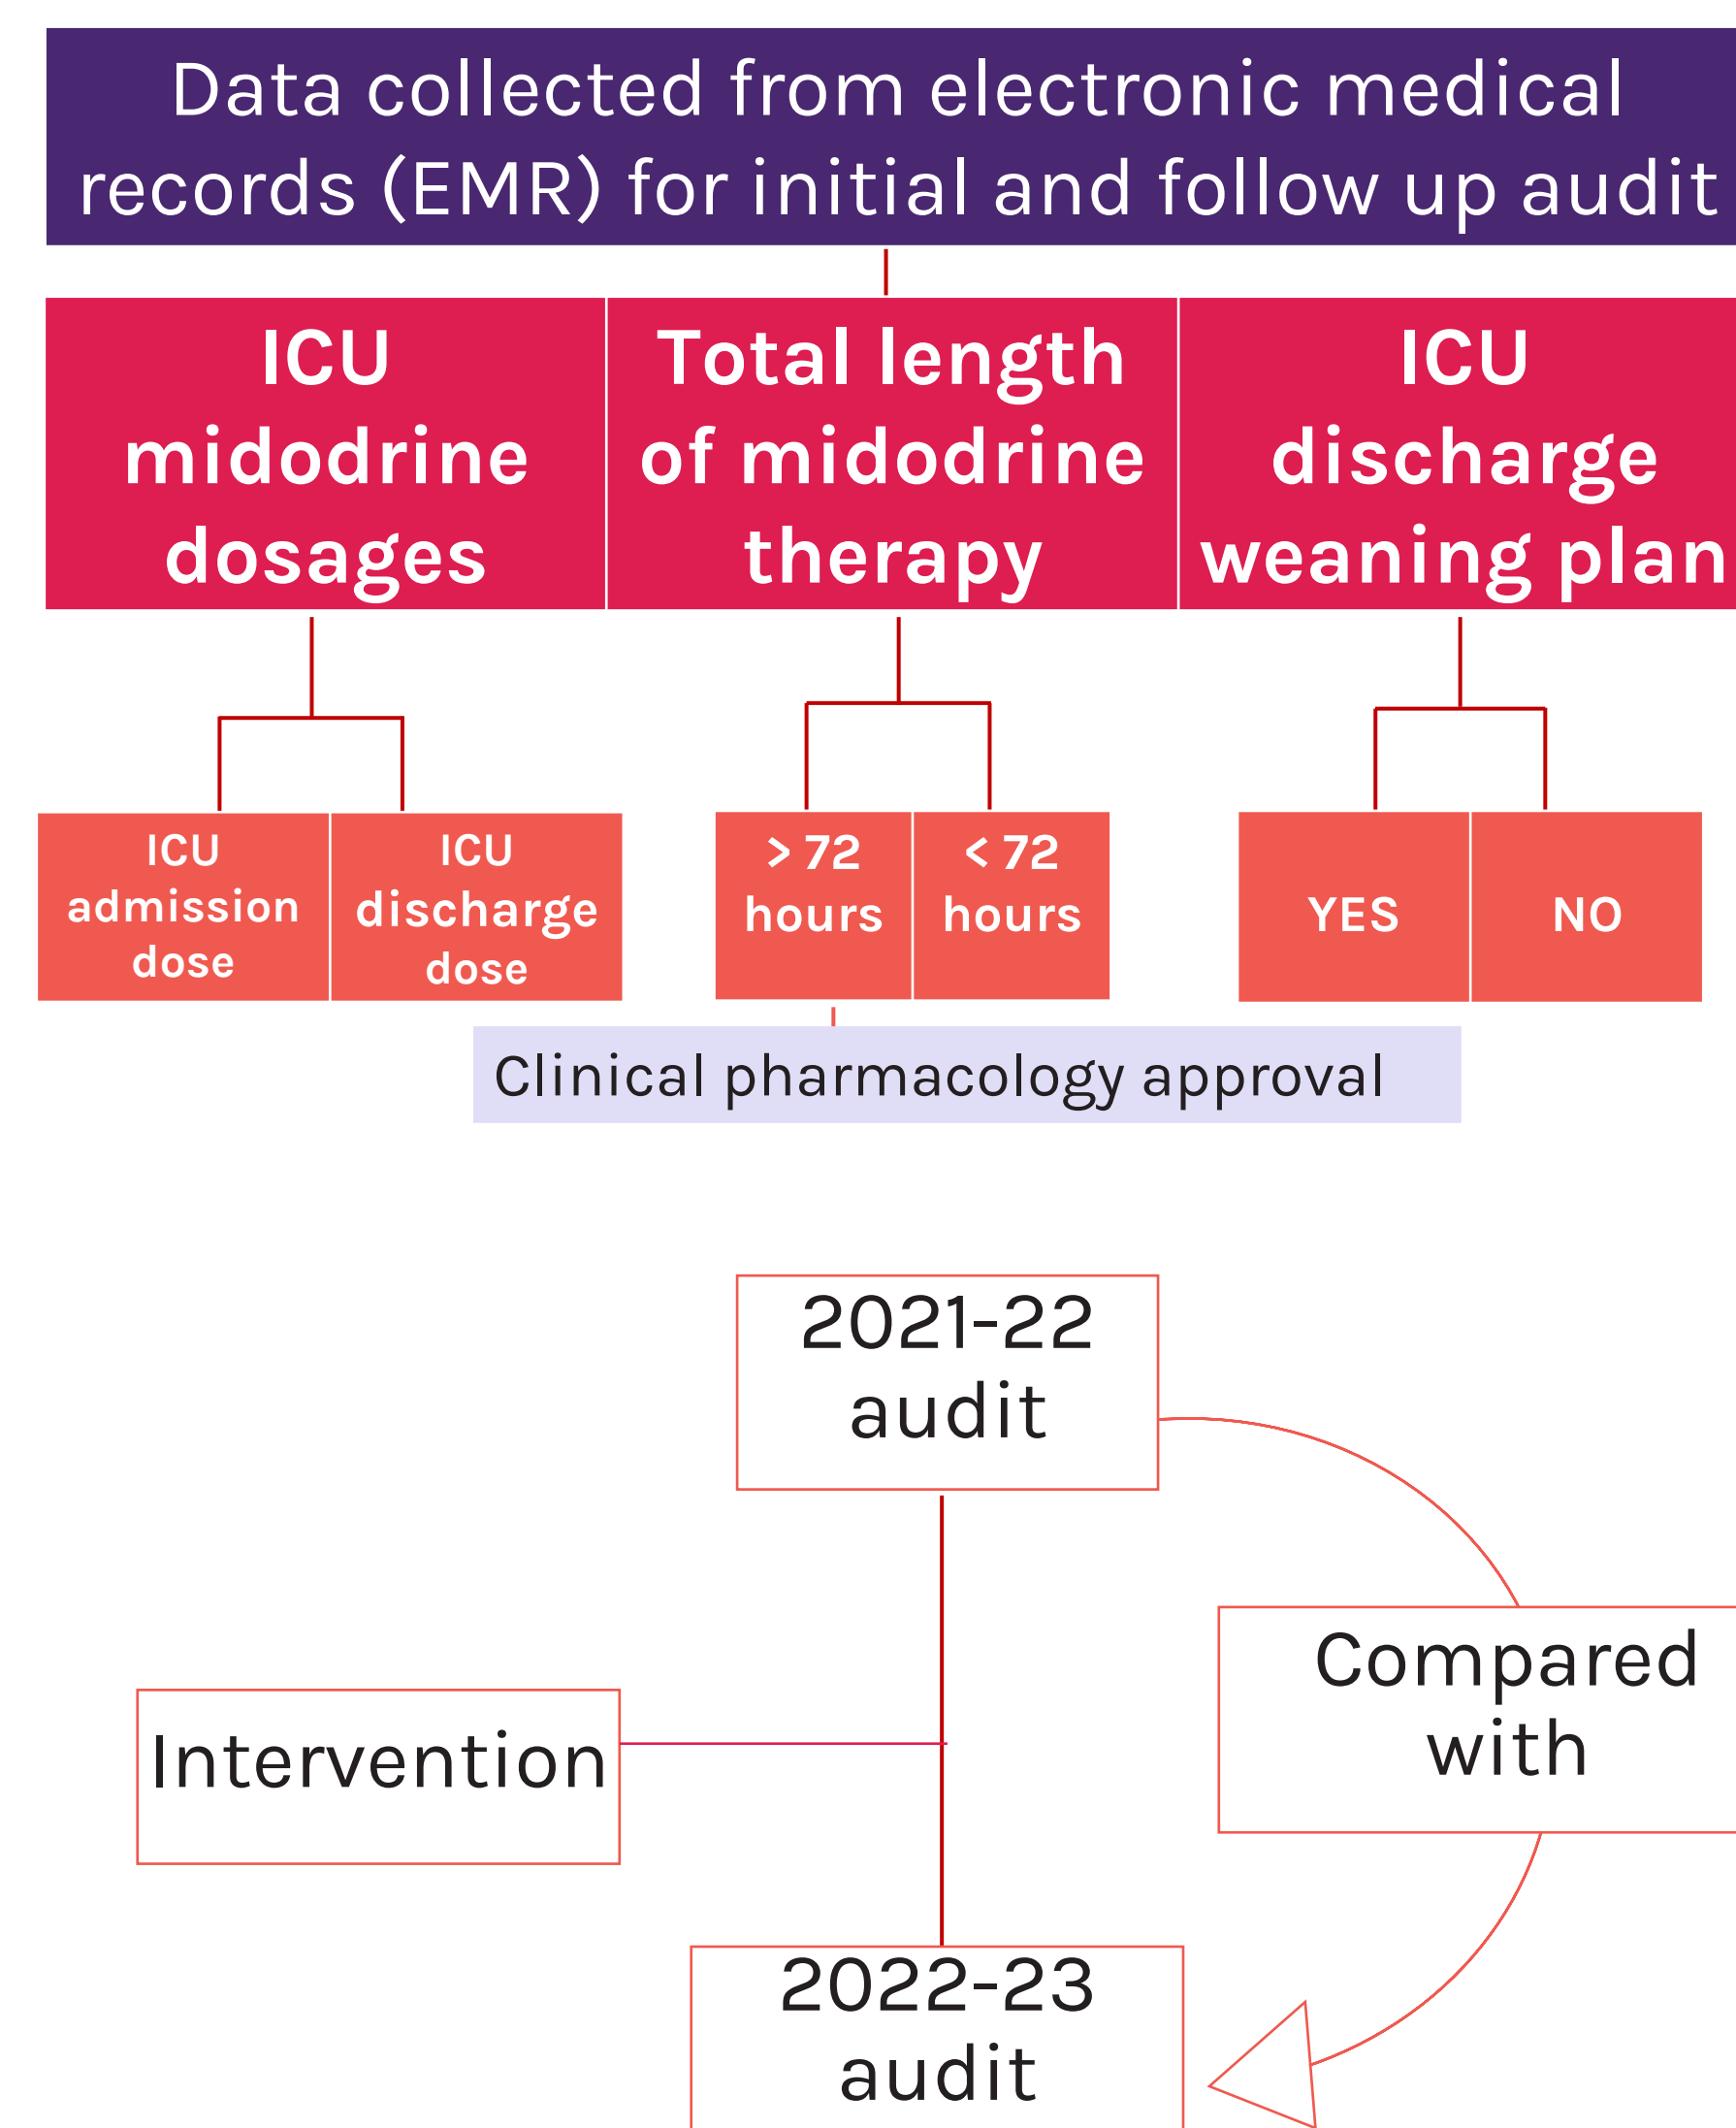 Data collected from electronic medical
records (EMR) for initial and follow up audit
ICU
midodrine
dosages
Total length
of midodrine
therapy
ICU
discharge
weaning plan
ICU
admission
dose
ICU
discharge
dose
> 72
hours
< 72
hours
YES
NO
Clinical pharmacology approval
2021-22
audit
Compared
with
Intervention
2022-23
audit